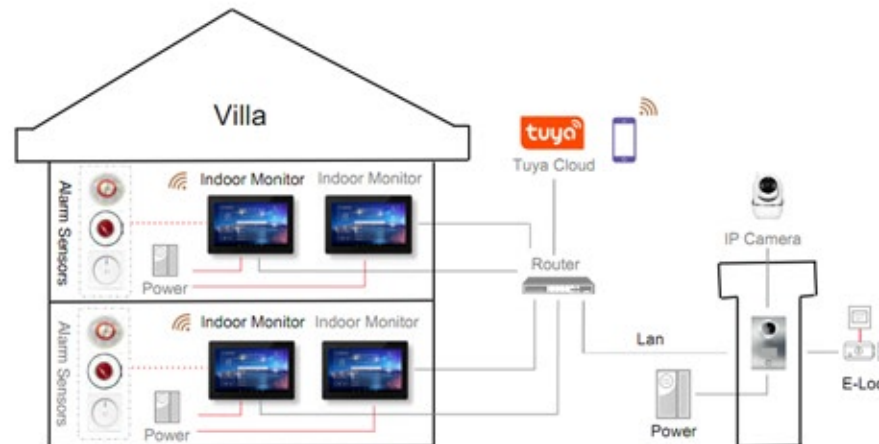 Villa
tuya
Tuya Cloud
Alarm Sensors
Indoor Monitor
Indoor Monitor
Power
IP Camera
Router
Alarm Sensors
Indoor Monitor
Indoor Monitor
Power
Lan
Power
E-Loc